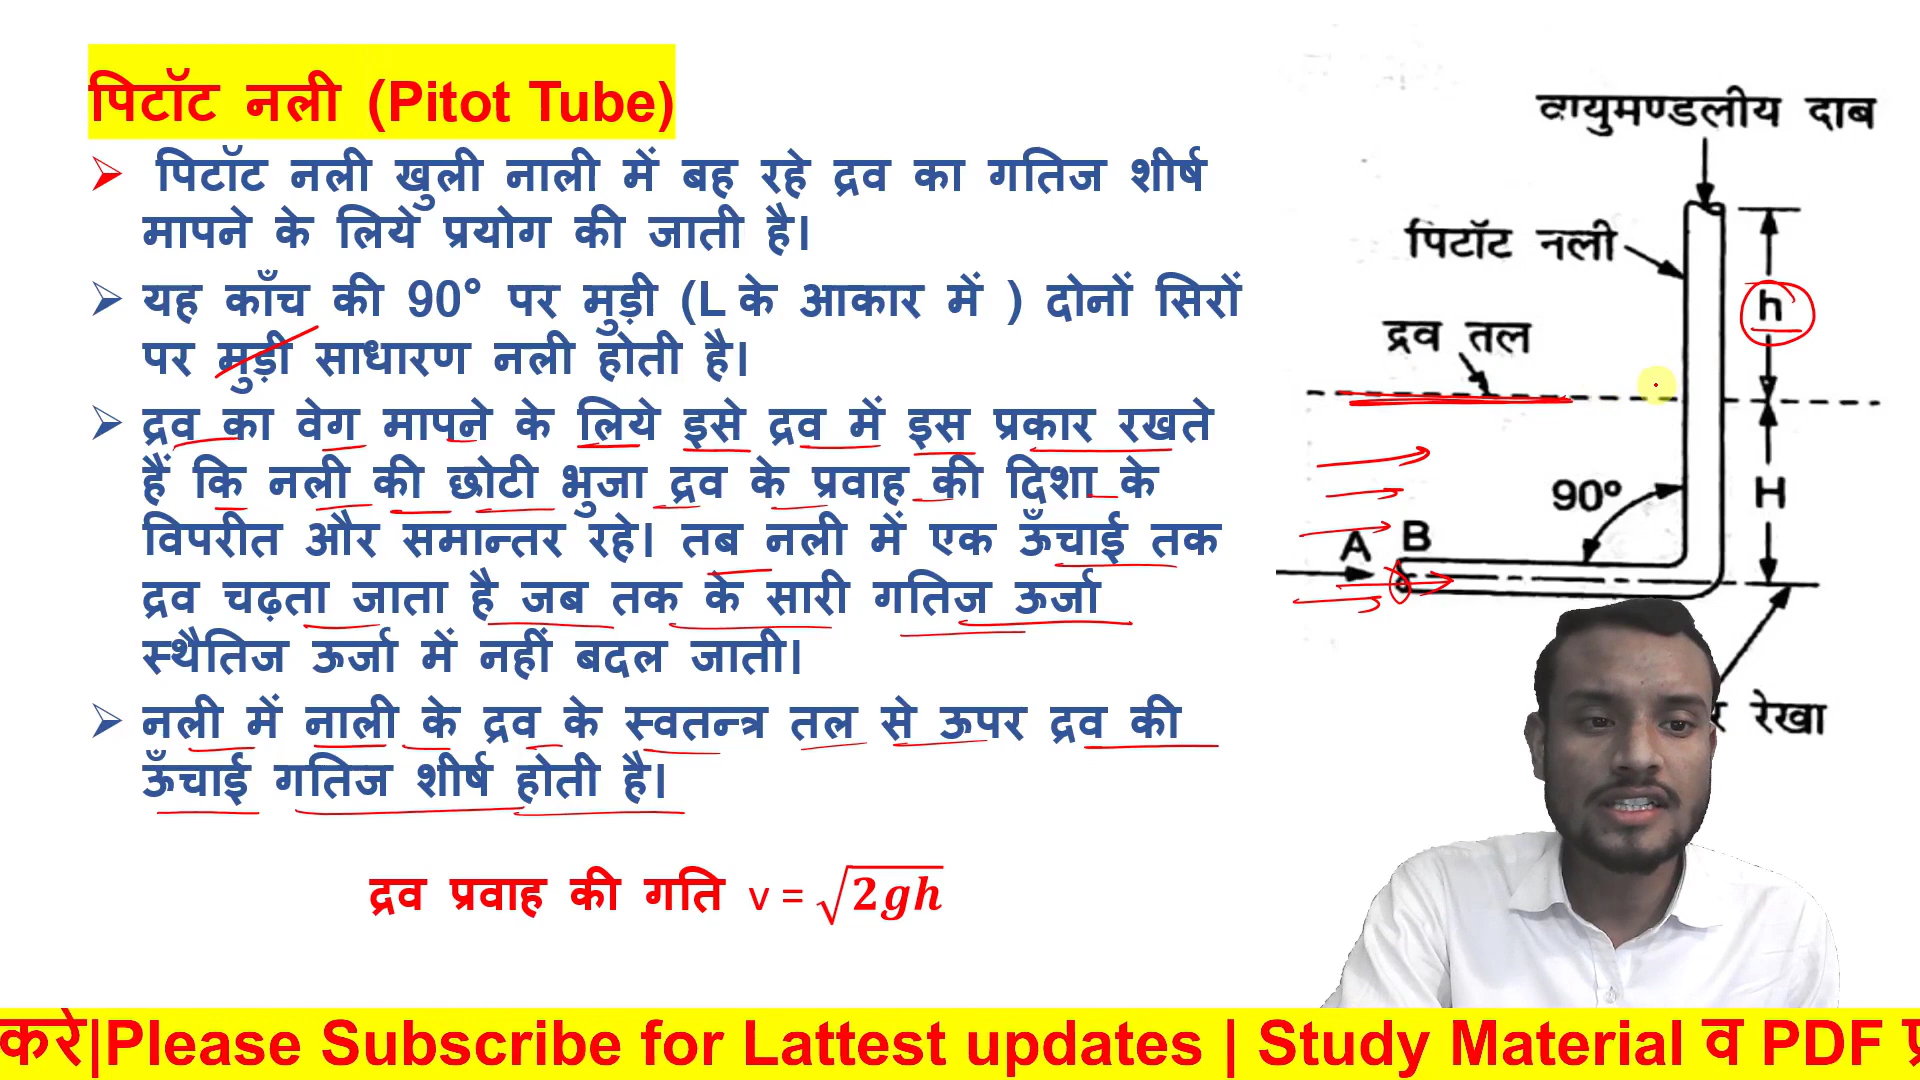 पिटॉट नली (Pitot Tube)
पिटॉट नली खुली नाली में बह रहे द्रव का गतिज शीर्ष
मापने के लिये प्रयोग की जाती है।
यह काँच की 90° पर मुड़ी (L के आकार में ) दोनों सिरों
पर मुड़ी साधारण नली होती है।
द्रव का वेग मापने के लिये इसे द्रव में इस प्रकार रखते
हैं कि नली की छोटी भुजा द्रव के प्रवाह की दिशा के
विपरीत और समान्तर रहे। तब नली में एक ऊँचाई तक
द्रव चढ़ता जाता है जब तक के सारी गतिज ऊर्जा
स्थैतिज ऊर्जा में नहीं बदल जाती।
नली में नाली के द्रव के स्वतन्त्र तल से ऊपर द्रव की
ऊँचाई गतिज शीर्ष होती है।
द्रव प्रवाह की गति v = √2gh
वायुमण्डलीय दाब
पिटॉट नली
h
द्रव तल
90°
H
A B
रेखा
करे|Please Subscribe for Lattest updates | Study Material व PDF